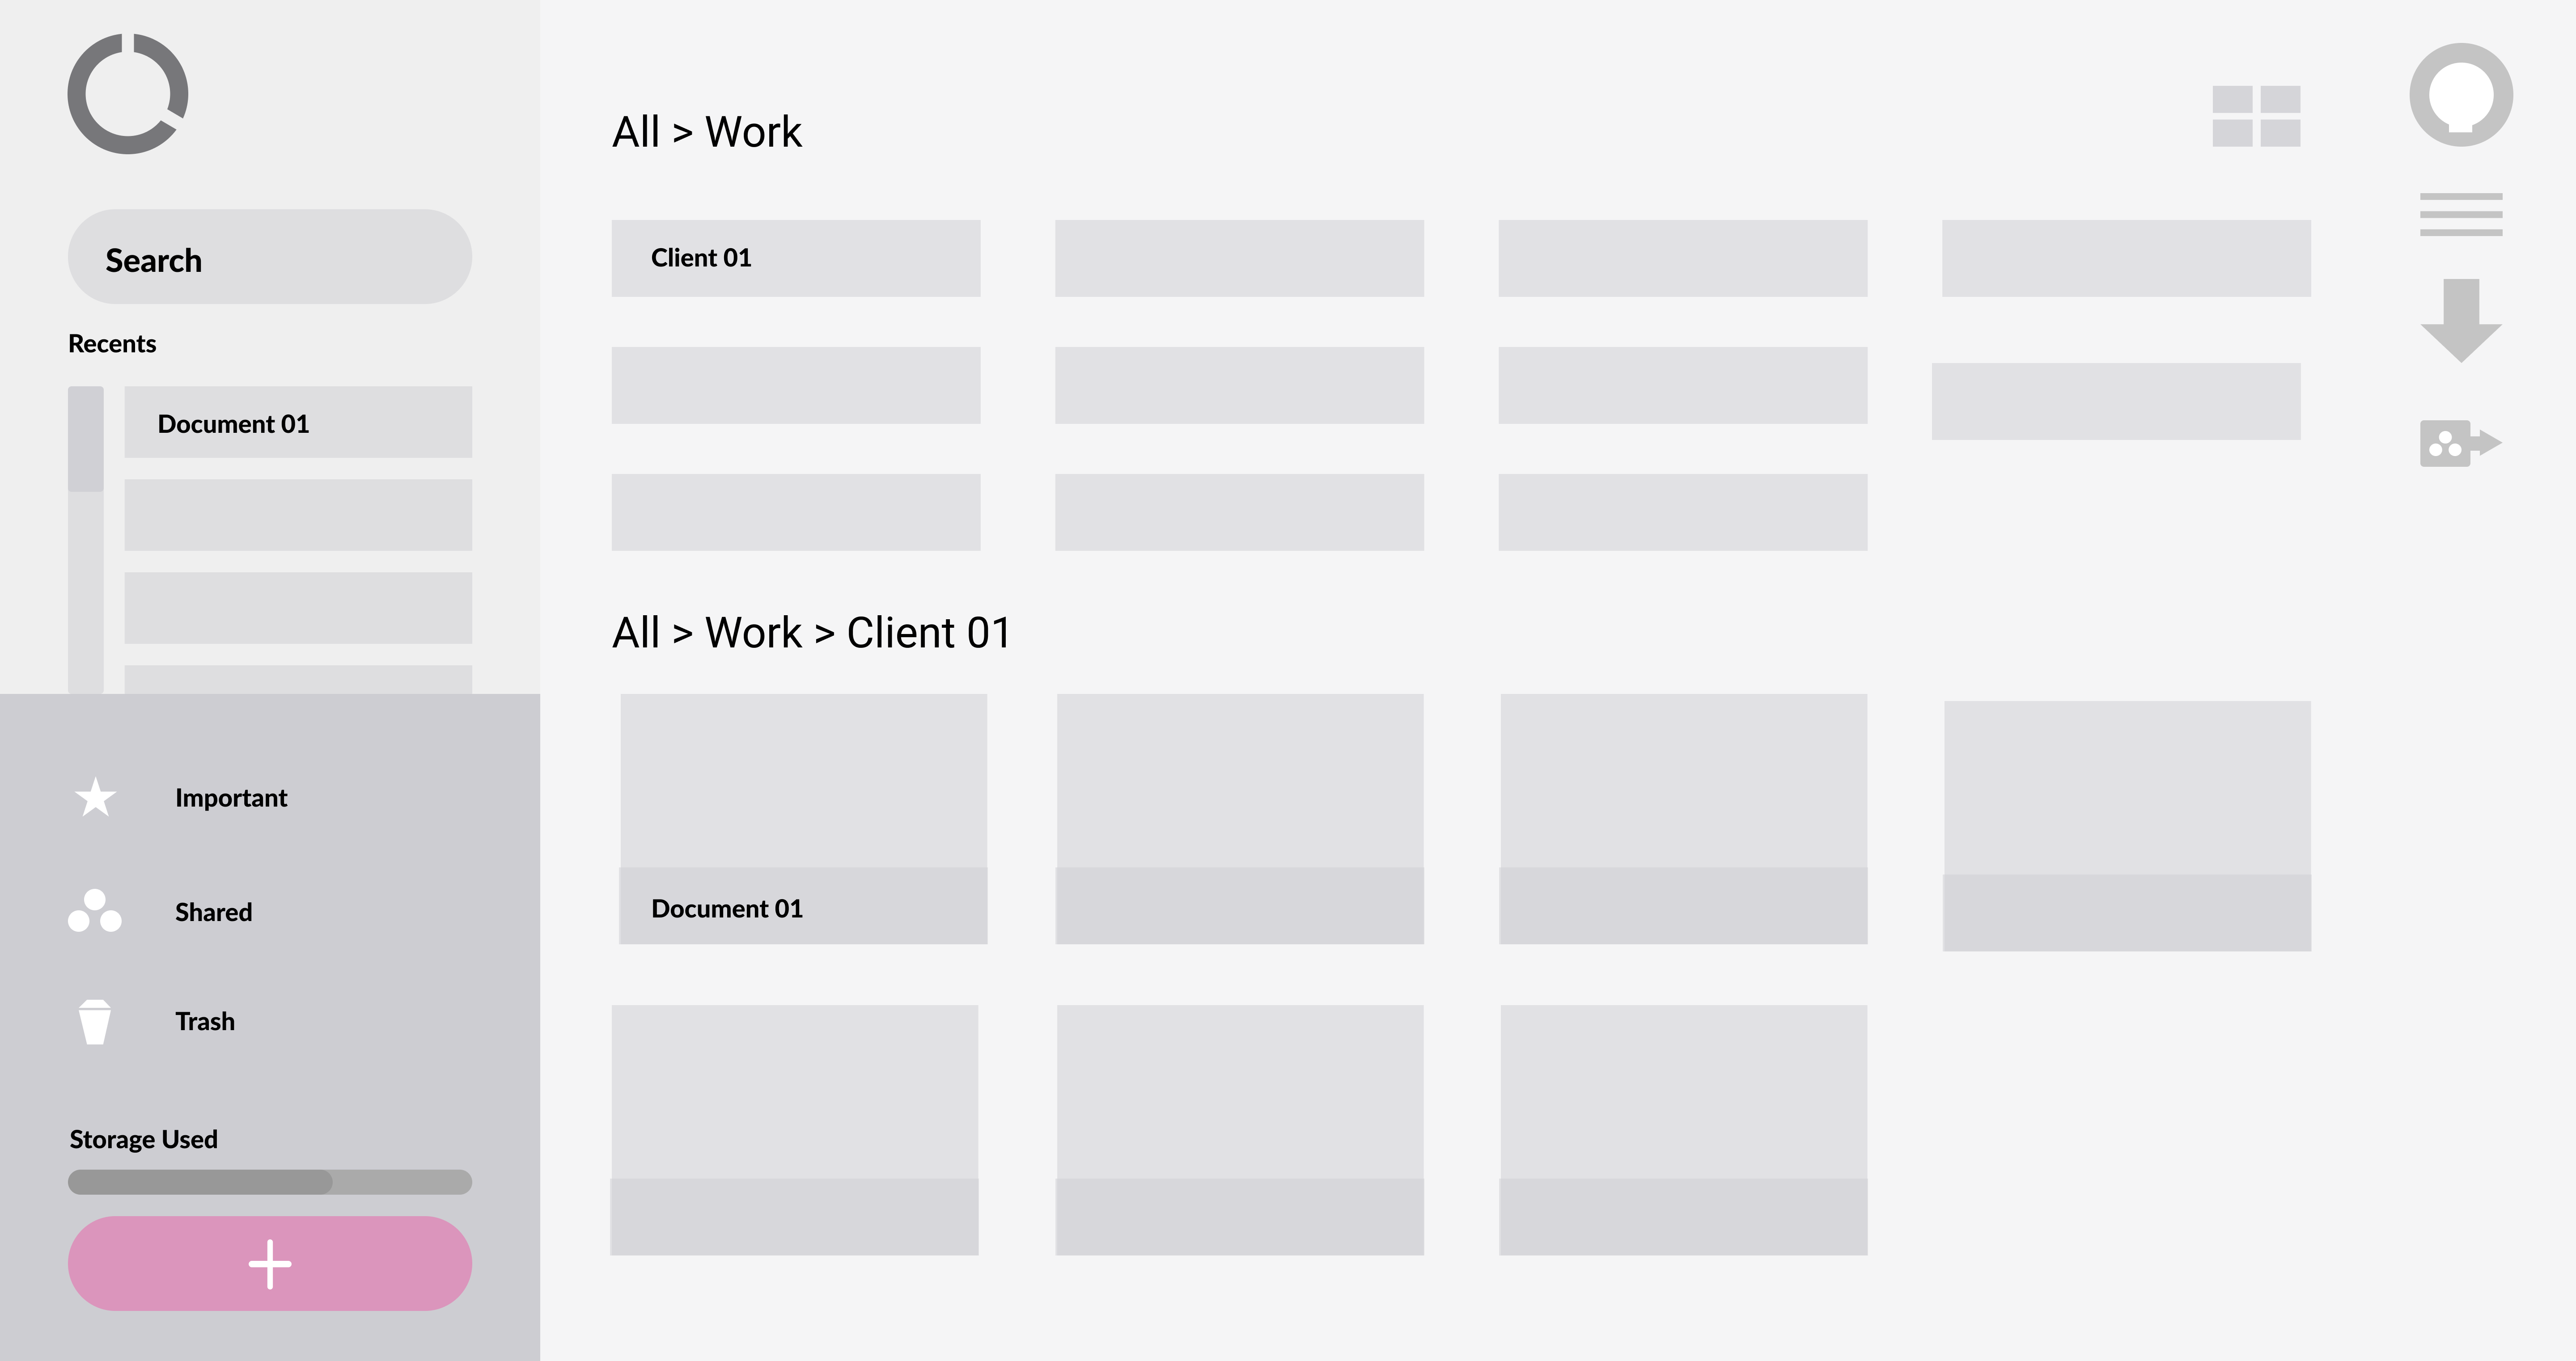 Search
Recents
Document 01
Important
Shared
Trash
Storage Used
All > Work
Client 01
All > Work > Client 01
Document 01